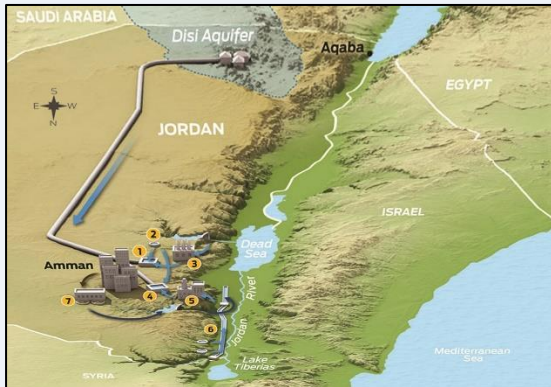 SAUDI ARABIA
Disi Aquifer
Aqaba
EGYPT
S
E W
N
JORDAN
ISRAEL
2
1
3
Dead
Sea
Amman
4
5
7
6
Jordan
River
Lake
Tiberias
SYRIA
Mediterranean
Sea